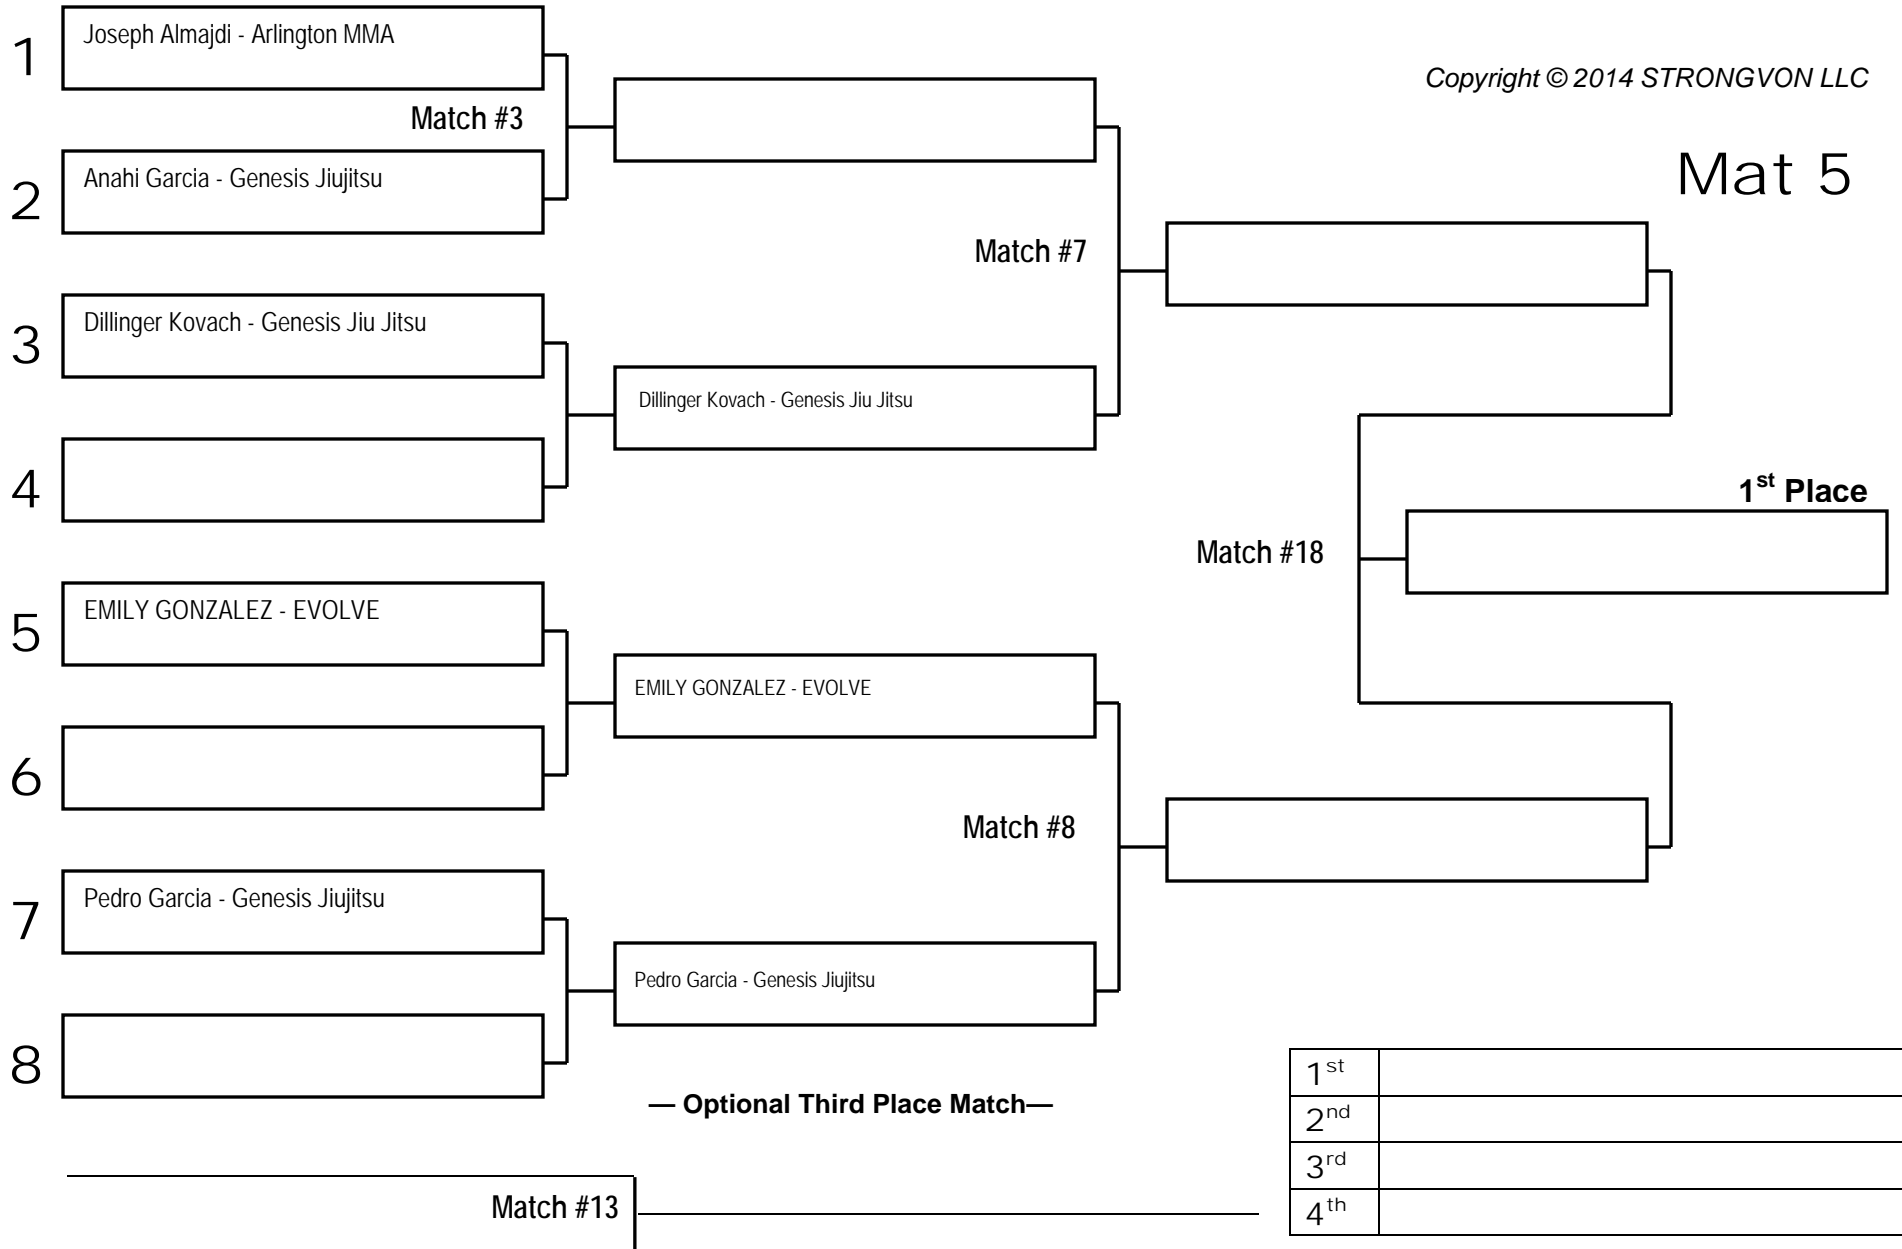 1
Joseph Almajdi - Arlington MMA
Copyright © 2014 STRONGVON LLC
Match #3
Mat 5
2
Anahi Garcia - Genesis Jiujitsu
Match #7
3
Dillinger Kovach - Genesis Jiu Jitsu
Dillinger Kovach - Genesis Jiu Jitsu
4
1st Place
Match #18
5
EMILY GONZALEZ - EVOLVE
EMILY GONZALEZ - EVOLVE
6
Match #8
7
Pedro Garcia - Genesis Jiujitsu
Pedro Garcia - Genesis Jiujitsu
8
— Optional Third Place Match—
1st
2nd
3rd
4th
Match #13